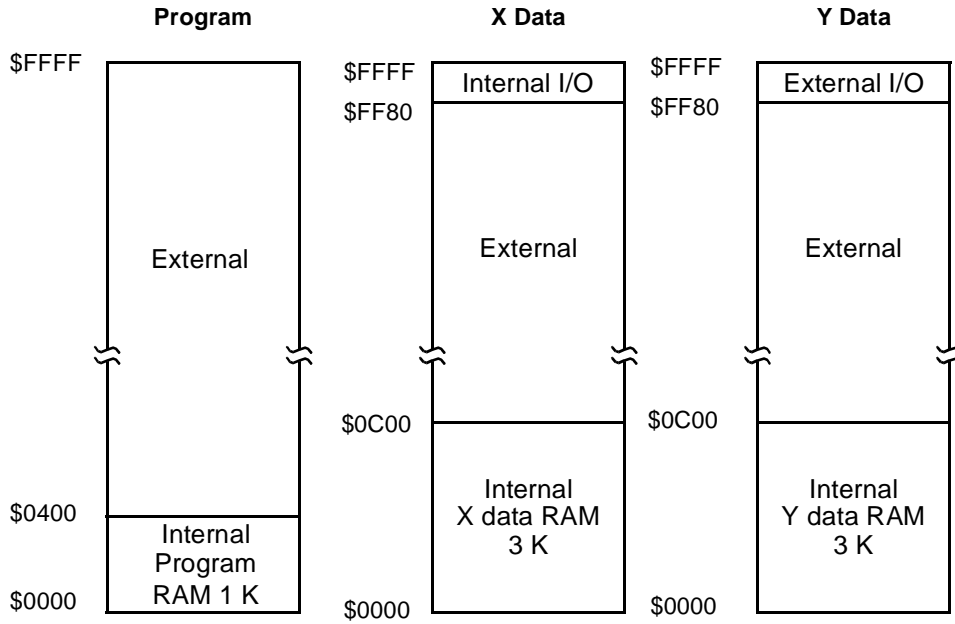 Program
$FFFF
External
$0400
Internal
Program
RAM 1 K
$0000
X Data
$FFFF
Internal I/O
$FF80
External
$0C00
Internal
X data RAM
3 K
$0000
Y Data
$FFFF
External I/O
$FF80
External
$0C00
Internal
Y data RAM
3 K
$0000